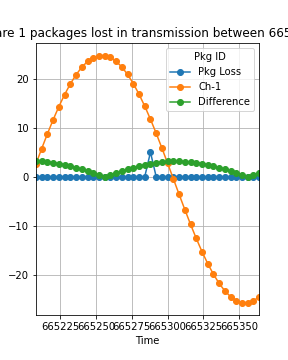 are 1 packages lost in transmission between 665
Pkg ID
Pkg Loss
Ch-1
Difference
20
10
0
−10
−20
665225
665250
665275
665300
665325
665350
Time